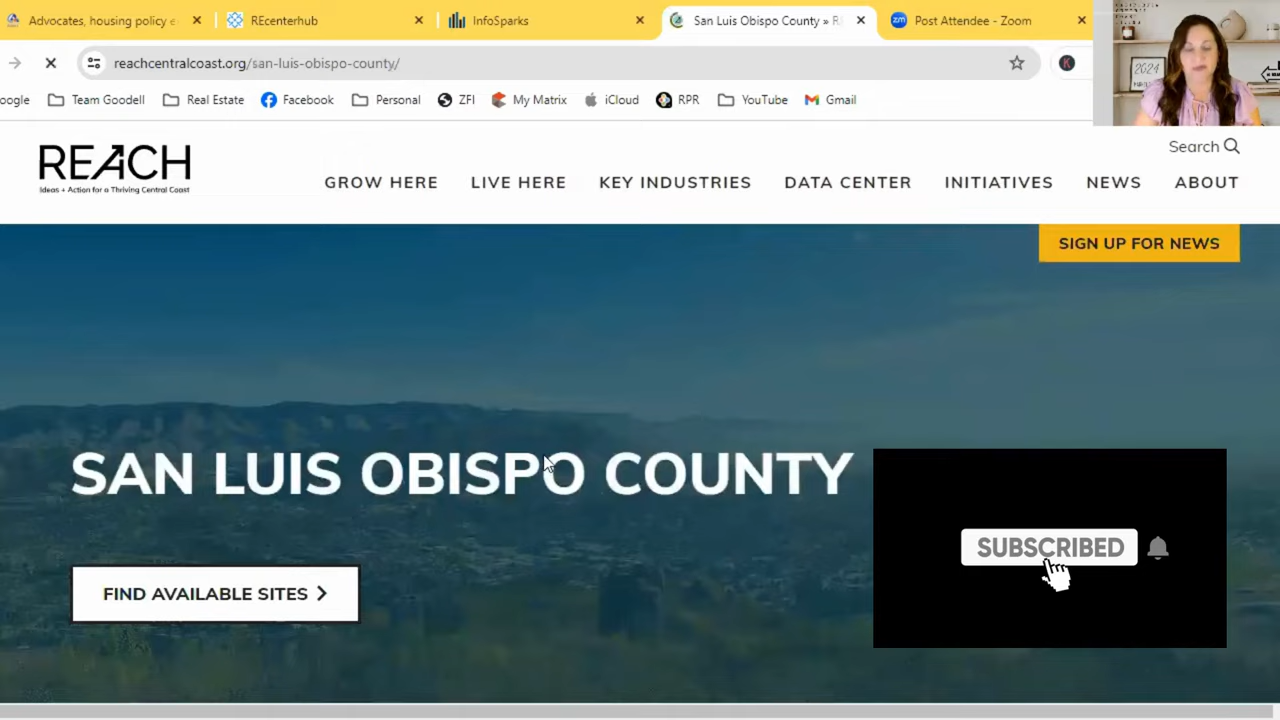 Advocates, housing policy e
REcenterhub
InfoSparks
San Luis Obispo County » R
Post Attendee - Zoom
reachcentralcoast.org/san-luis-obispo-county/
K
oogle
Team Goodell
Real Estate
Facebook
Personal
ZFI
My Matrix
iCloud
RPR
YouTube
Gmail
2024
REACH
Ideas + Action for a Thriving Central Coast
Search
GROW HERE
LIVE HERE
KEY INDUSTRIES
DATA CENTER
INITIATIVES
NEWS
ABOUT
SIGN UP FOR NEWS
SAN LUIS OBISPO COUNTY
FIND AVAILABLE SITES
SUBSCRIBED